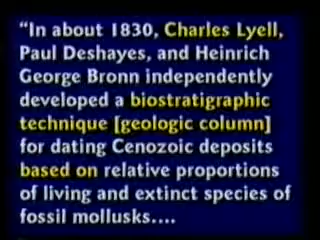 “In about 1830, Charles Lyell,
Paul Deshayes, and Heinrich
George Bronn independently
developed a biostratigraphic
technique [geologic column]
for dating Cenozoic deposits
based on relative proportions
of living and extinct species of
fossil mollusks....